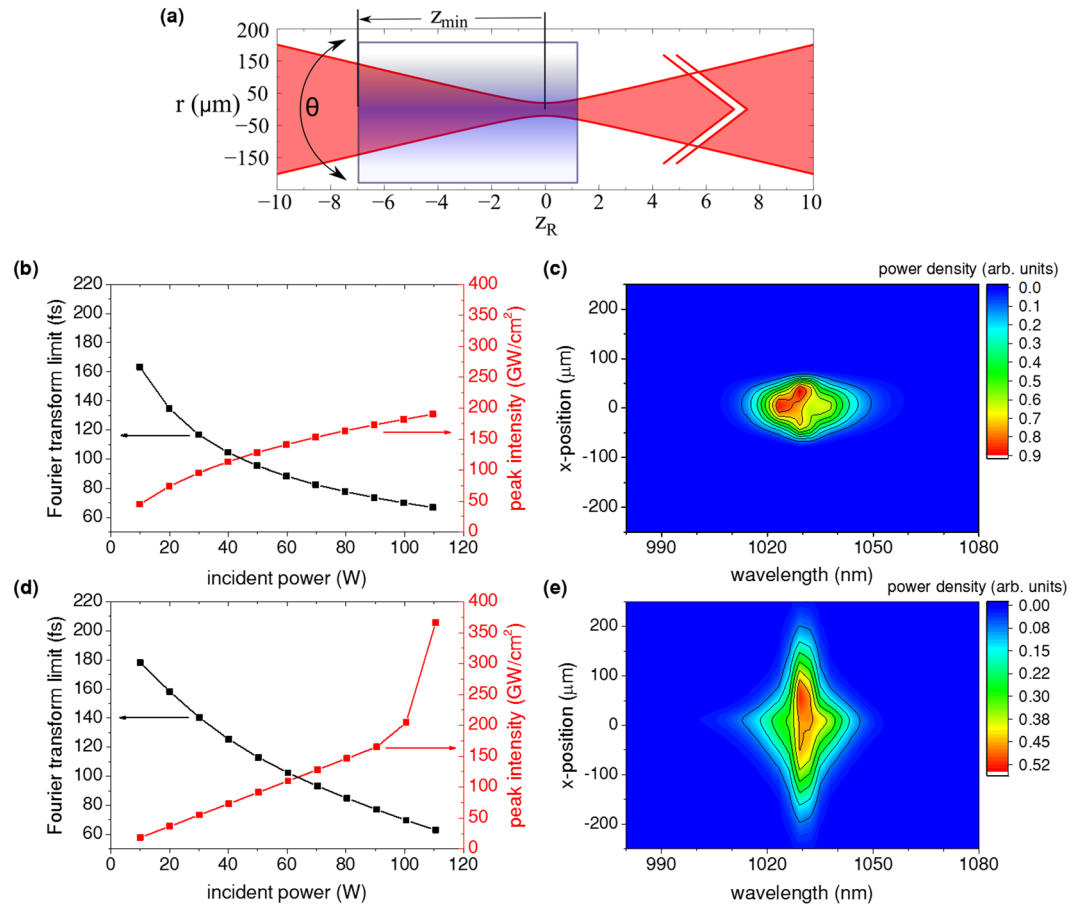 (a)
z_min
200
150
50
r (μm)
θ
−50
−150
−10 −8 −6 −4 −2 0 2 4 6 8 10
z_R
(b)
220
200
180
160
140
120
100
80
60
Fourier transform limit (fs)
400
350
300
250
200
150
100
50
0
peak intensity (GW/cm²)
0 20 40 60 80 100 120
incident power (W)
(c)
power density (arb. units)
0.0
0.1
0.2
0.3
0.4
0.5
0.6
0.7
0.8
0.9
200
100
0
-100
-200
x-position (μm)
990 1020 1050 1080
wavelength (nm)
(d)
220
200
180
160
140
120
100
80
60
Fourier transform limit (fs)
400
350
300
250
200
150
100
50
0
peak intensity (GW/cm²)
0 20 40 60 80 100 120
incident power (W)
(e)
power density (arb. units)
0.00
0.08
0.15
0.22
0.30
0.38
0.45
0.52
200
100
0
-100
-200
x-position (μm)
990 1020 1050 1080
wavelength (nm)